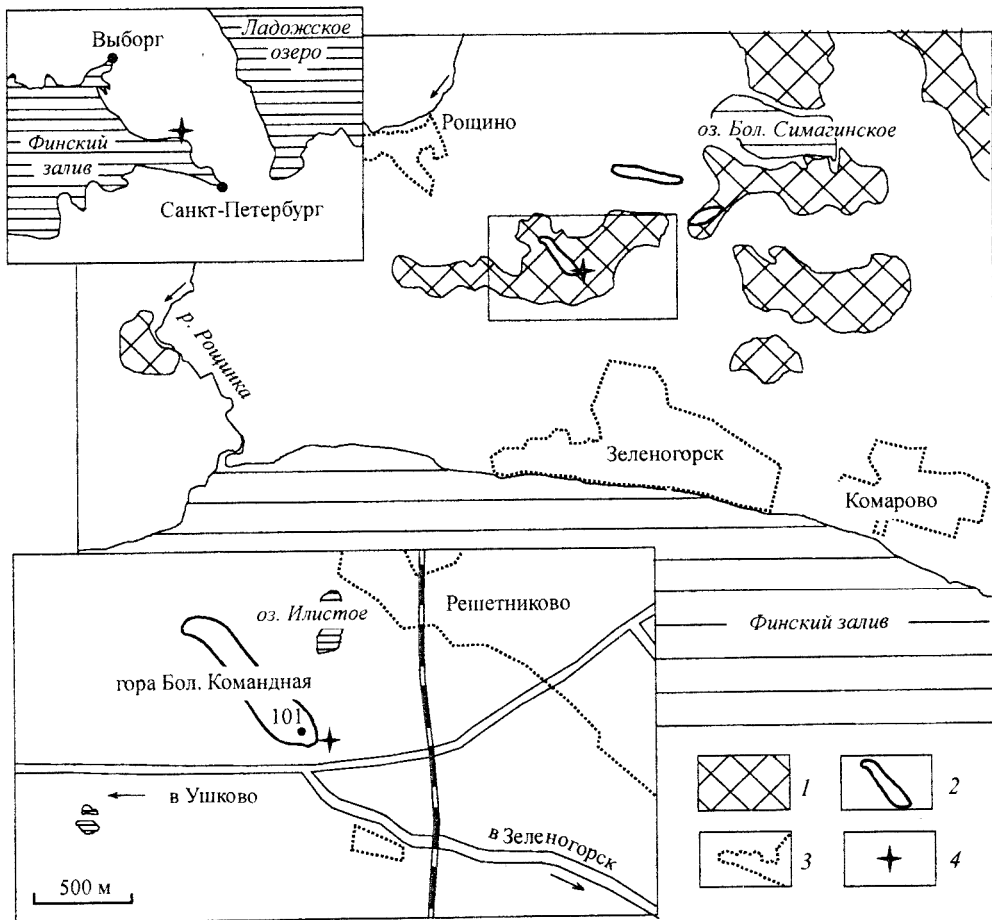 Выборг
Ладожское
озеро
Финский
залив
Санкт-Петербург
Рощино
оз. Бол. Симагинское
р. Рощинка
Зеленогорск
Комарово
Финский залив
оз. Илистое
Решетниково
гора Бол. Командная
101
в Ушково
в Зеленогорск
500 м
1
2
3
4